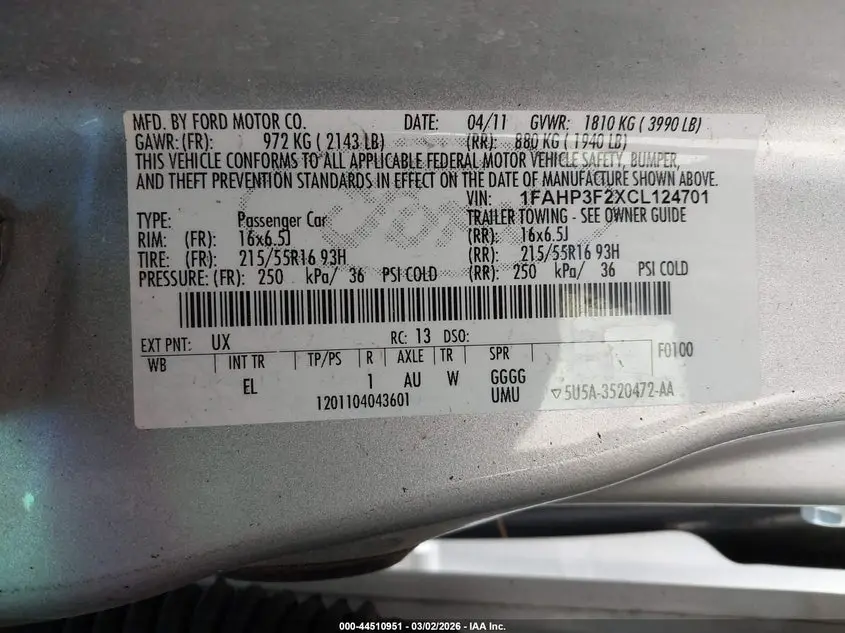 MFD. BY FORD MOTOR CO. DATE: 04/11 GVWR: 1810 KG ( 3990 LB)
GAWR: (FR): 972 KG ( 2143 LB) (RR): 880 KG ( 1940 LB)
THIS VEHICLE CONFORMS TO ALL APPLICABLE FEDERAL MOTOR VEHICLE SAFETY, BUMPER,
AND THEFT PREVENTION STANDARDS IN EFFECT ON THE DATE OF MANUFACTURE SHOWN ABOVE.
VIN: 1FAHP3F2XCL124701
TYPE: Passenger Car TRAILER TOWING - SEE OWNER GUIDE
RIM: (FR): 16x6.5J (RR): 16x6.5J
TIRE: (FR): 215/55R16 93H (RR): 215/55R16 93H
PRESSURE: (FR): 250 kPa/ 36 PSI COLD (RR): 250 kPa/ 36 PSI COLD
EXT PNT: UX RC: 13 DSO:
WB INT TR TP/PS R AXLE TR SPR F0100
EL 1 AU W GGGG
1201104043601 UMU ▽5U5A-3520472-AA
000-44510951 | 03/02/2026 - IAA Inc.